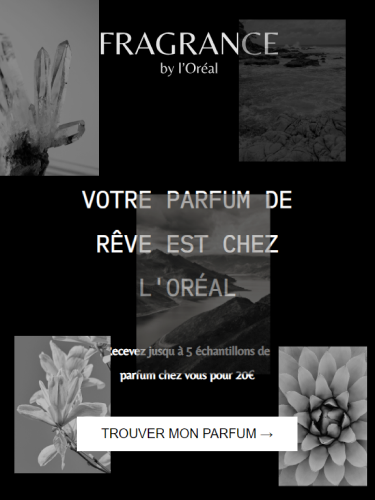 FRAGRANCE
by l'Oréal
VOTRE PARFUM DE
RÊVE EST CHEZ
L'ORÉAL
Recevez jusqu'à 5 échantillons de
parfum chez vous pour 20€
TROUVER MON PARFUM →